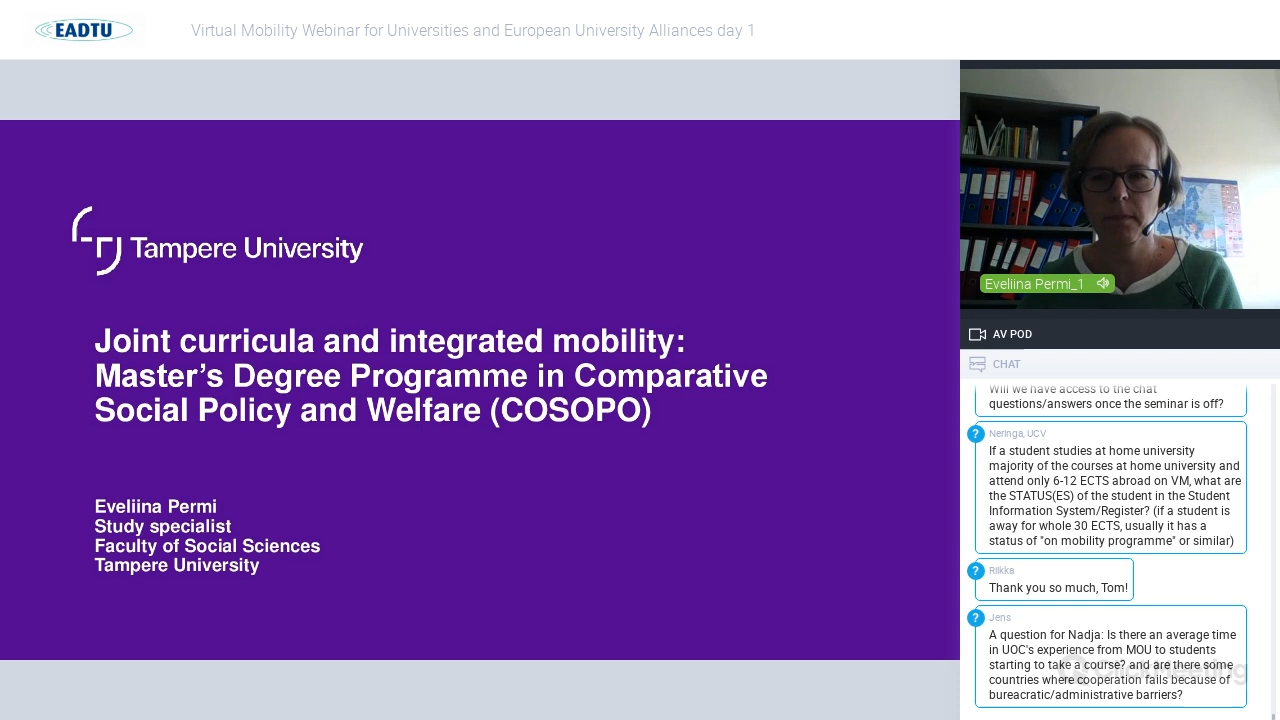 EADTU
Virtual Mobility Webinar for Universities and European University Alliances day 1
Tampere University
Joint curricula and integrated mobility:
Master's Degree Programme in Comparative
Social Policy and Welfare (COSOPO)
Eveliina Permi
Study specialist
Faculty of Social Sciences
Tampere University
Eveliina Permi_1
AV POD
CHAT
Will we have access to the chat
questions/answers once the seminar is off?
? Neringa, UCV
If a student studies at home university
majority of the courses at home university and
attend only 6-12 ECTS abroad on VM, what are
the STATUS(ES) of the student in the Student
Information System/Register? (if a student is
away for whole 30 ECTS, usually it has a
status of "on mobility programme" or similar)
? Riikka
Thank you so much, Tom!
? Jens
A question for Nadja: Is there an average time
in UOC's experience from MOU to students
starting to take a course? and are there some
countries where cooperation fails because of
bureacratic/administrative barriers?
ClickMeeting